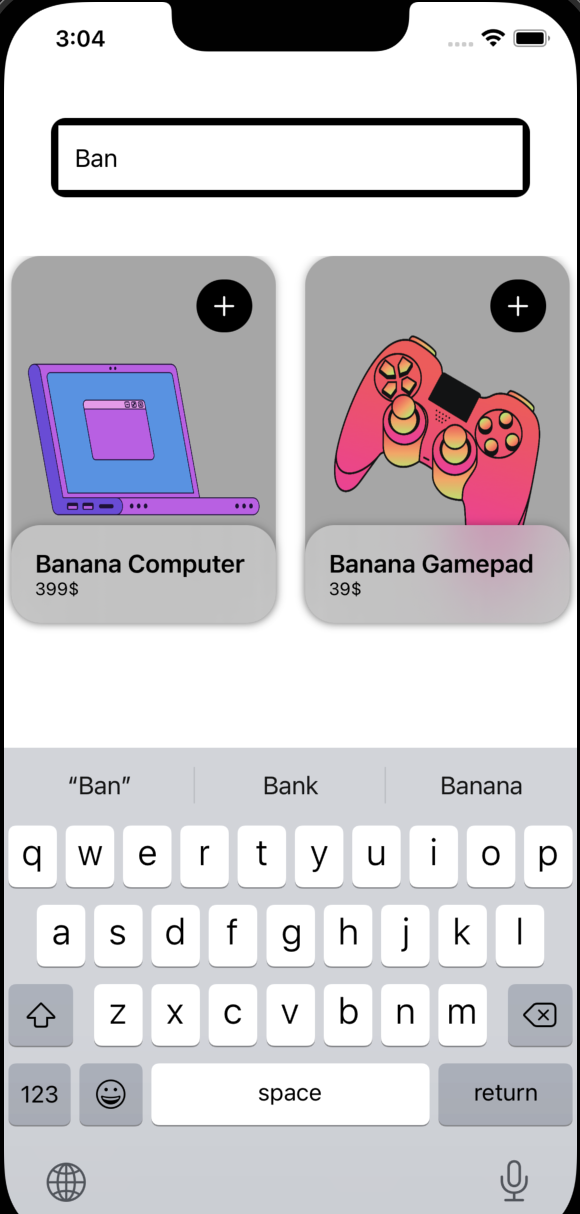 3:04
Ban
Banana Computer
399$
Banana Gamepad
39$
“Ban” Bank Banana
q w e r t y u i o p
a s d f g h j k l
z x c v b n m
123 space return